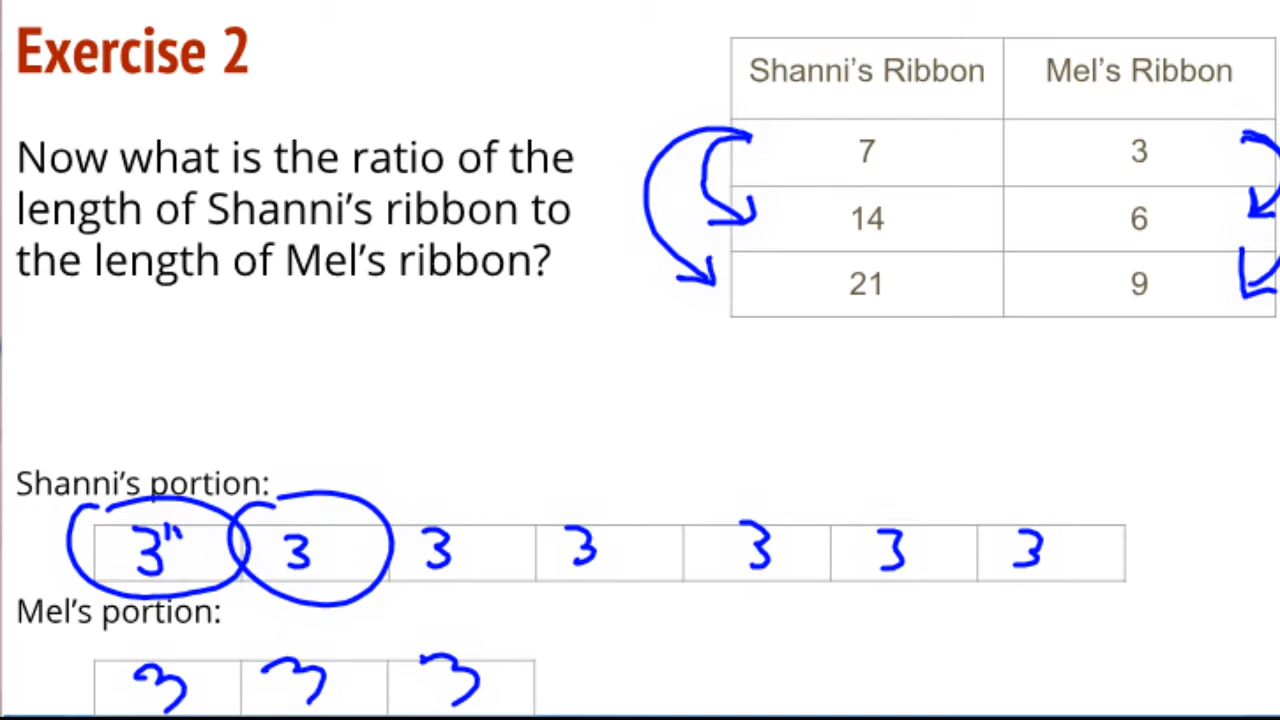 Exercise 2
Now what is the ratio of the
length of Shanni’s ribbon to
the length of Mel’s ribbon?
Shanni’s Ribbon Mel’s Ribbon
7 3
14 6
21 9
Shanni’s portion:
3" 3 3 3 3 3 3
Mel’s portion:
3 3 3